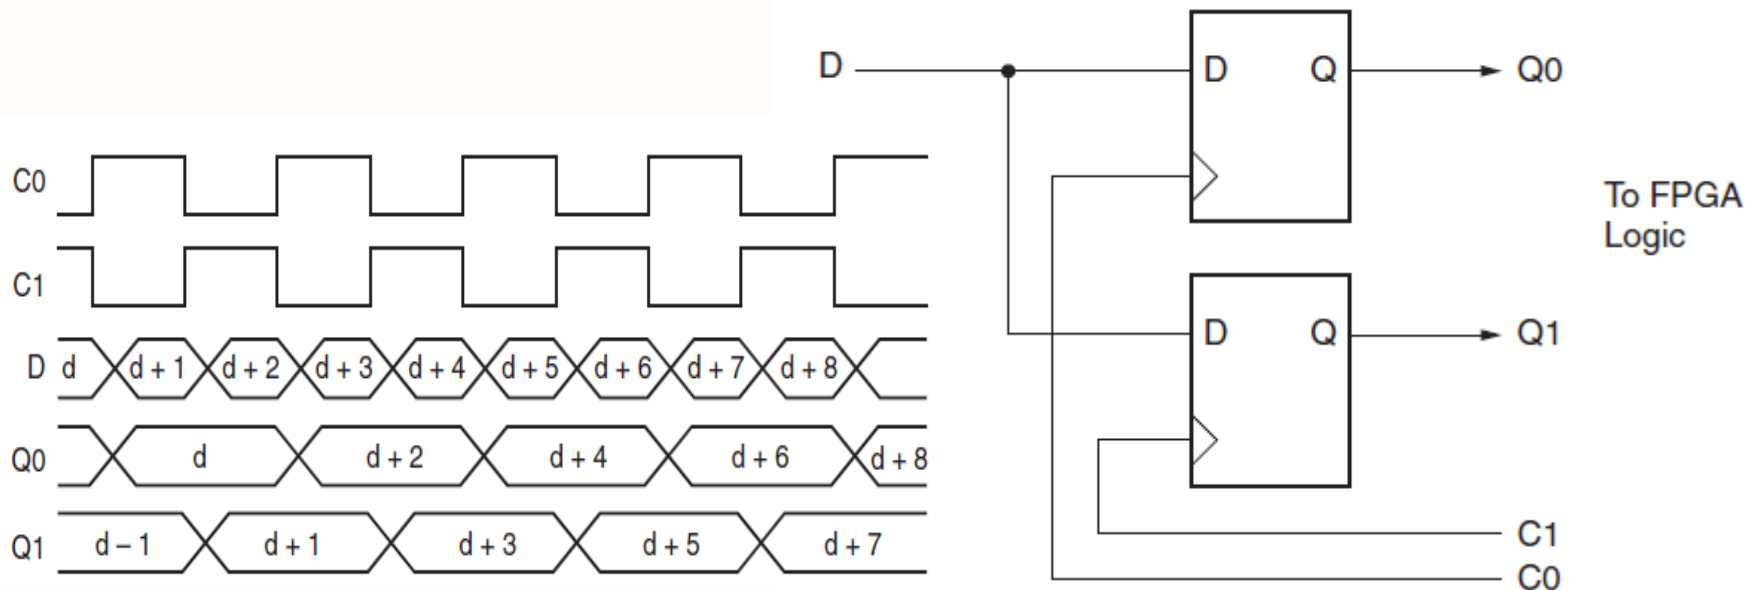 C0
C1
D d d + 1 d + 2 d + 3 d + 4 d + 5 d + 6 d + 7 d + 8
Q0 d d + 2 d + 4 d + 6 d + 8
Q1 d – 1 d + 1 d + 3 d + 5 d + 7
D D Q Q0
To FPGA
Logic
D Q Q1
C1
C0